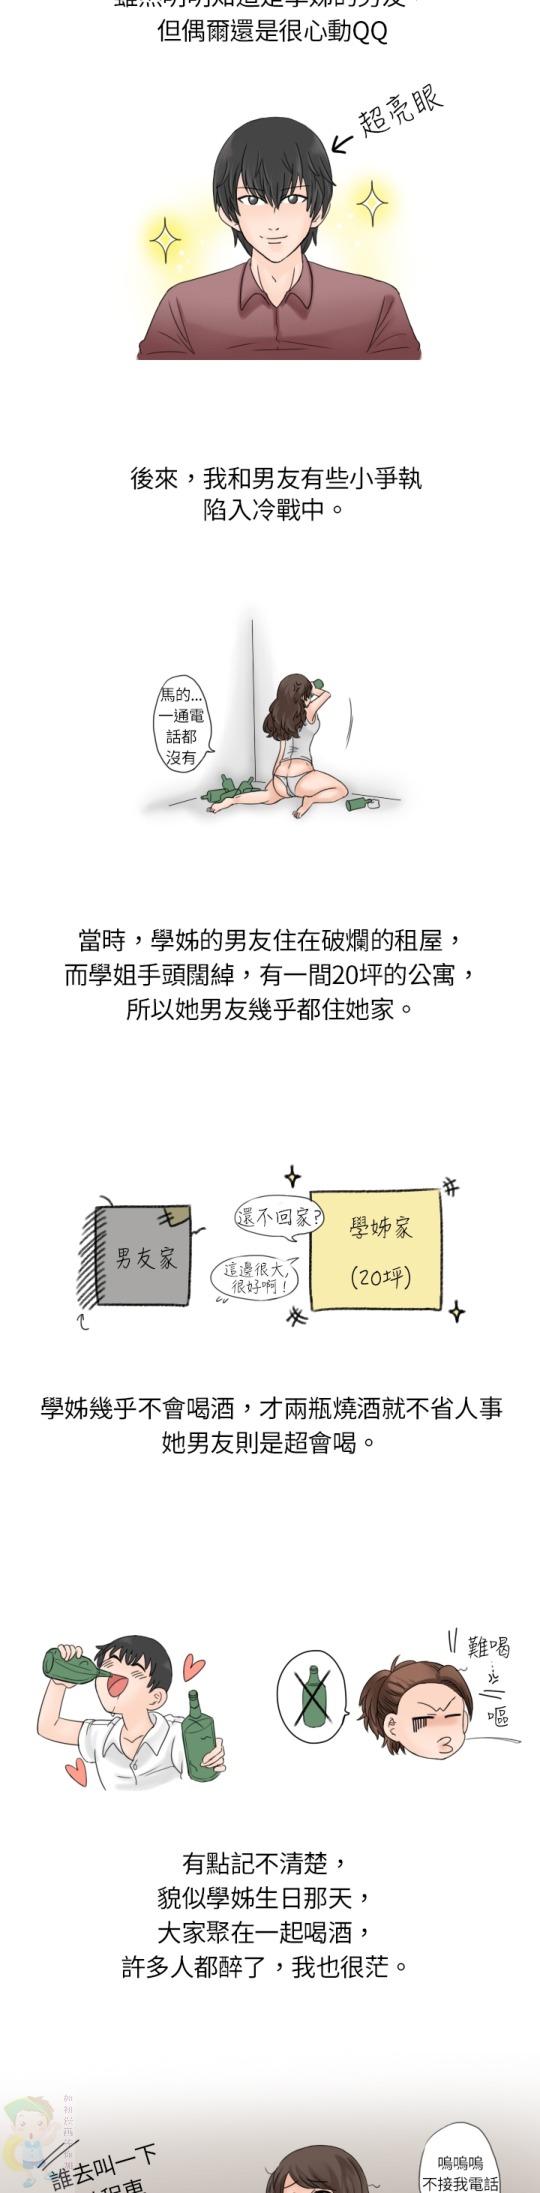 但偶爾還是很心動QQ
超亮眼
後來，我和男友有些小爭執
陷入冷戰中。
馬的...
一通電
話都
沒有
當時，學姊的男友住在破爛的租屋，
而學姐手頭闊綽，有一間20坪的公寓，
所以她男友幾乎都住她家。
男友家
還不回家?
這邊很大,
很好啊!
學姊家
(20坪)
學姊幾乎不會喝酒，才兩瓶燒酒就不省人事
她男友則是超會喝。
難喝
嘔
有點記不清楚，
貌似學姊生日那天，
大家聚在一起喝酒，
許多人都醉了，我也很茫。
誰去叫一下
嗚嗚嗚
不接我電話